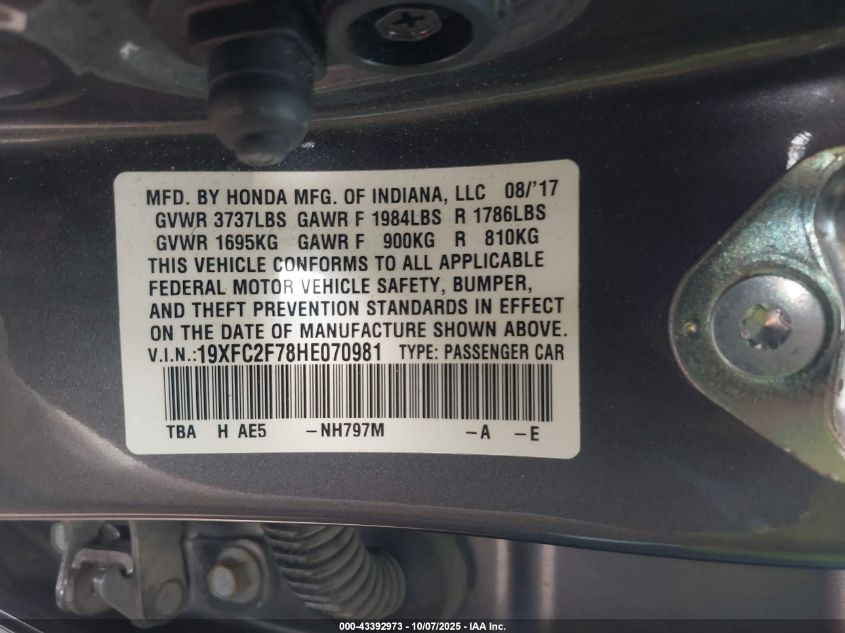 MFD. BY HONDA MFG. OF INDIANA, LLC 08/'17
GVWR 3737LBS GAWR F 1984LBS R 1786LBS
GVWR 1695KG GAWR F 900KG R 810KG
THIS VEHICLE CONFORMS TO ALL APPLICABLE
FEDERAL MOTOR VEHICLE SAFETY, BUMPER,
AND THEFT PREVENTION STANDARDS IN EFFECT
ON THE DATE OF MANUFACTURE SHOWN ABOVE.
V.I.N.:19XFC2F78HE070981 TYPE: PASSENGER CAR
TBA H AE5 -NH797M -A -E
000-43392973 - 10/07/2025 - IAA Inc.